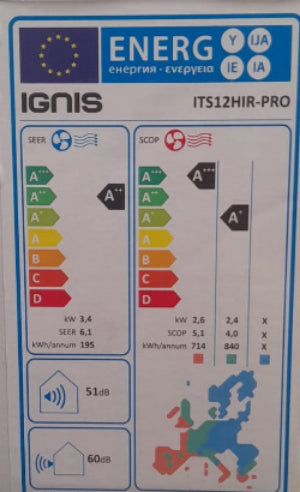 ENERG Y IJA
енергия · ενεργεια IE IA
IGNIS ITS12HIR-PRO
SEER SCOP
A+++ A+++ A+++
A++ A++ A++
A+ A+ A+
A A
B B
C C
D D
kW 3,4 kW 2,6 2,4 X
SEER 6,1 SCOP 5,1 4,0 X
kWh/annum 195 kWh/annum 714 840 X
51dB
60dB